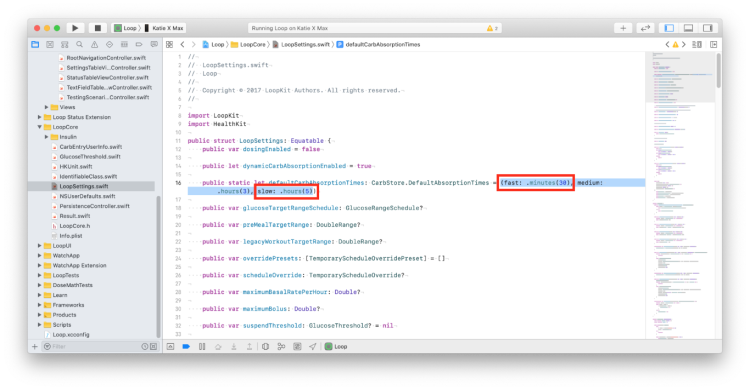 Loop
Katie X Max
Running Loop on Katie X Max
2
Loop
LoopCore
LoopSettings.swift
defaultCarbAbsorptionTimes
RootNavigationController.swift
SettingsTableVi...Controller.swift
StatusTableViewController.swift
TextFieldTable...wController.swift
TestingScenari...Controller.swift
Views
Loop Status Extension
LoopCore
Insulin
CarbEntryUserInfo.swift
GlucoseThreshold.swift
HKUnit.swift
IdentifiableClass.swift
LoopSettings.swift
NSUserDefaults.swift
PersistenceController.swift
Result.swift
LoopCore.h
Info.plist
LoopUI
WatchApp
WatchApp Extension
LoopTests
DoseMathTests
Learn
Frameworks
Products
Scripts
Loop.xcconfig
Filter
1 //
2 // LoopSettings.swift
3 // Loop
4 //
5 // Copyright © 2017 LoopKit Authors. All rights reserved.
6 //
7
8 import LoopKit
9 import HealthKit
10
11 public struct LoopSettings: Equatable {
12 public var dosingEnabled = false
13
14 public let dynamicCarbAbsorptionEnabled = true
15
16 public static let defaultCarbAbsorptionTimes: CarbStore.DefaultAbsorptionTimes = (fast: .minutes(30), medium:
.hours(3), slow: .hours(5))
17
18 public var glucoseTargetRangeSchedule: GlucoseRangeSchedule?
19
20 public var preMealTargetRange: DoubleRange?
21
22 public var legacyWorkoutTargetRange: DoubleRange?
23
24 public var overridePresets: [TemporaryScheduleOverridePreset] = []
25
26 public var scheduleOverride: TemporaryScheduleOverride?
27
28 public var maximumBasalRatePerHour: Double?
29
30 public var maximumBolus: Double?
31
32 public var suspendThreshold: GlucoseThreshold? = nil
33
Loop